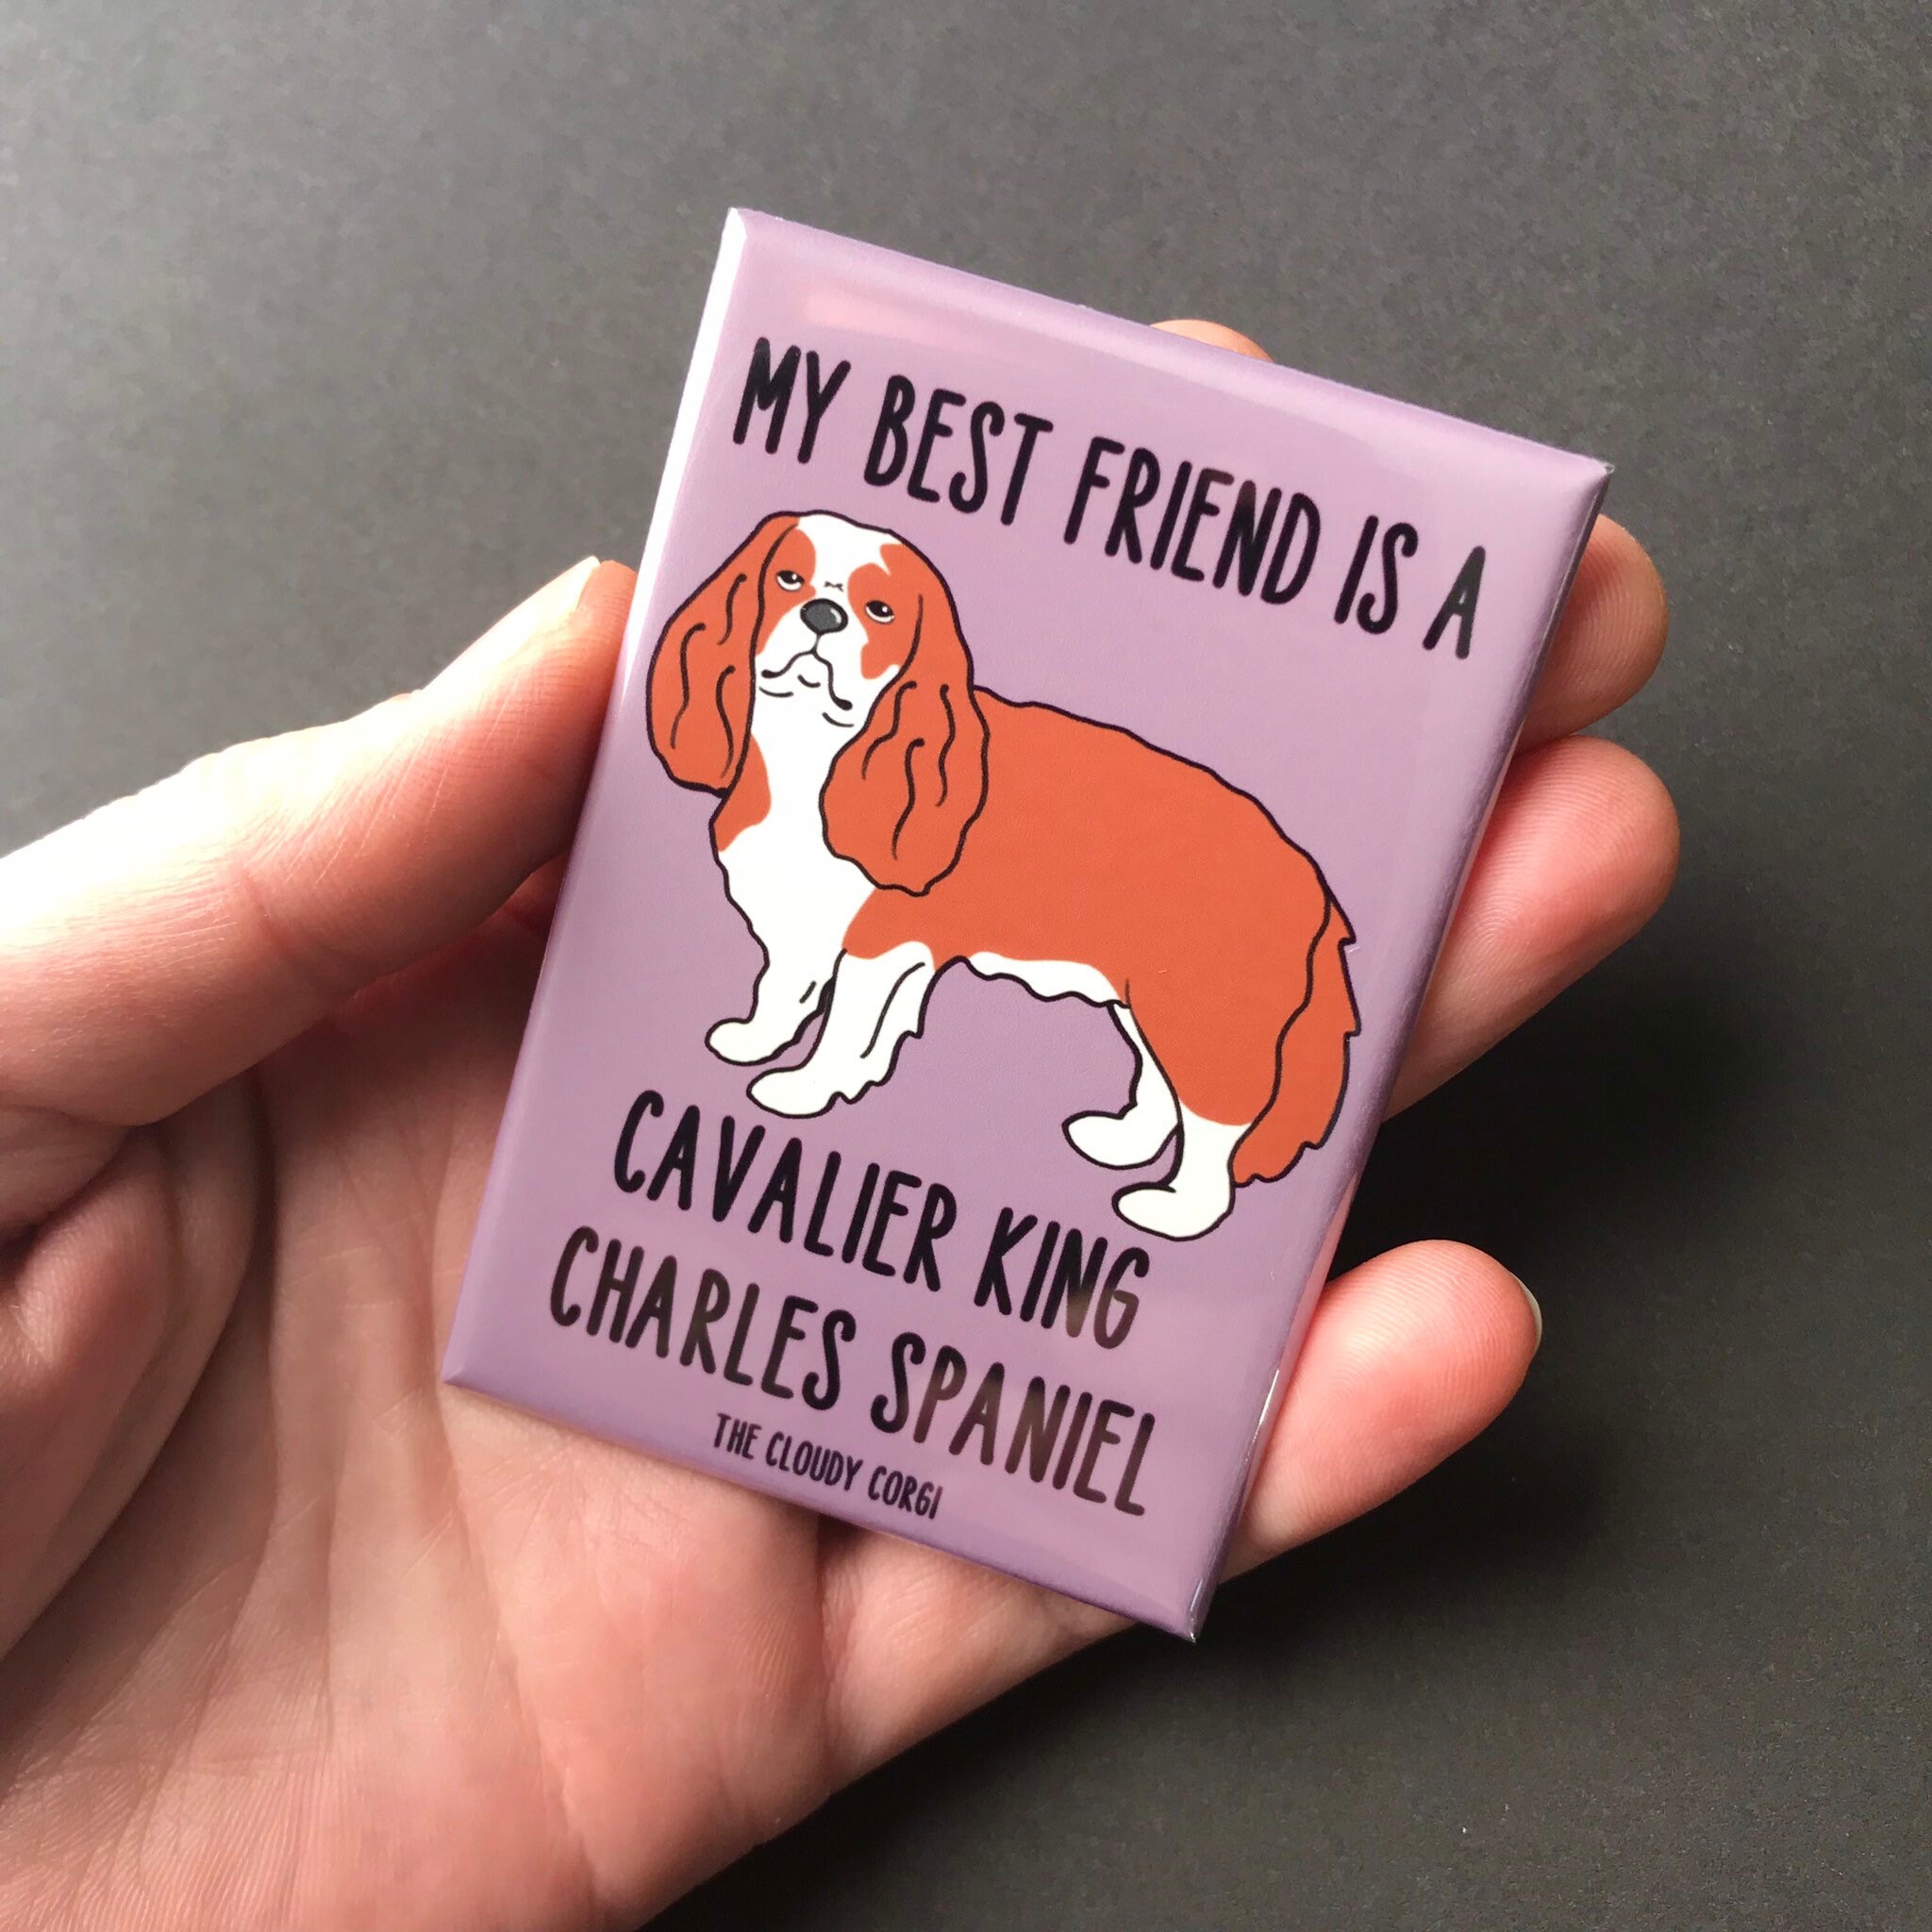 MY BEST FRIEND IS A
CAVALIER KING
CHARLES SPANIEL
THE CLOUDY CORGI